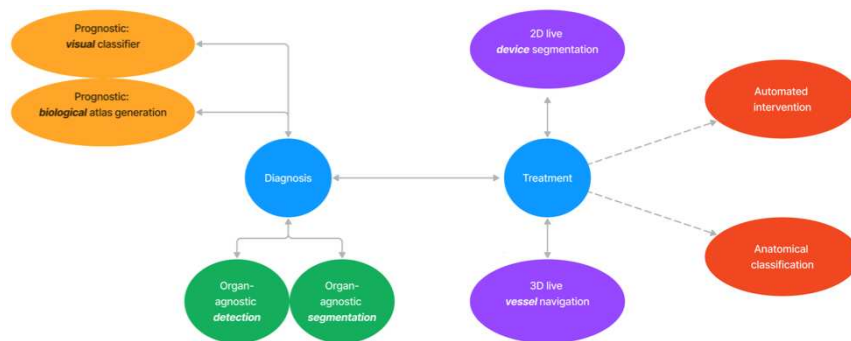 Prognostic:
visual classifier
Prognostic:
biological atlas generation
2D live
device segmentation
Automated
intervention
Diagnosis
Treatment
Organ-
agnostic
detection
Organ-
agnostic
segmentation
3D live
vessel navigation
Anatomical
classification